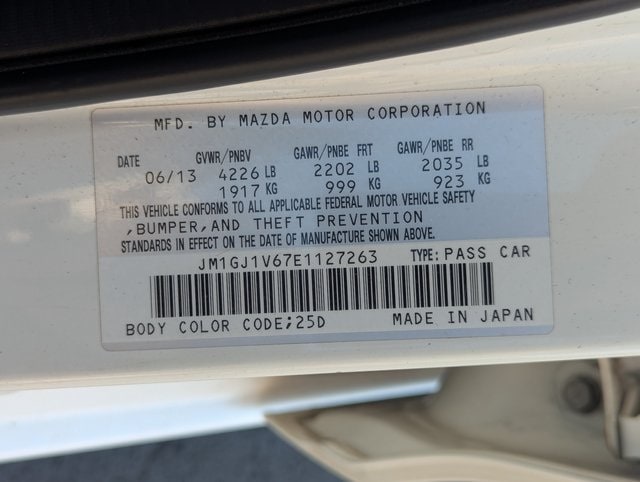 MFD. BY MAZDA MOTOR CORPORATION
DATE GVWR/PNBV GAWR/PNBE FRT GAWR/PNBE RR
06/13 4226 LB 2202 LB 2035 LB
1917 KG 999 KG 923 KG
THIS VEHICLE CONFORMS TO ALL APPLICABLE FEDERAL MOTOR VEHICLE SAFETY
,BUMPER,AND THEFT PREVENTION
STANDARDS IN EFFECT ON THE DATE OF MANUFACTURE SHOWN ABOVE.
JM1GJ1V67E1127263 TYPE: PASS CAR
BODY COLOR CODE;25D MADE IN JAPAN